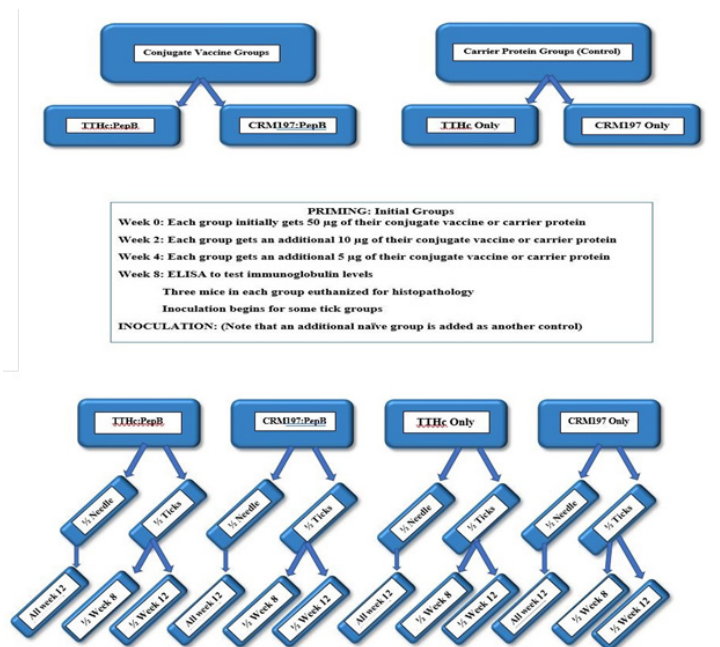 Conjugate Vaccine Groups
Carrier Protein Groups (Control)
TTHc:PepB
CRM197:PepB
TTHc Only
CRM197 Only
PRIMING: Initial Groups
Week 0: Each group initially gets 50 µg of their conjugate vaccine or carrier protein
Week 2: Each group gets an additional 10 µg of their conjugate vaccine or carrier protein
Week 4: Each group gets an additional 5 µg of their conjugate vaccine or carrier protein
Week 8: ELISA to test immunoglobulin levels
Three mice in each group euthanized for histopathology
Inoculation begins for some tick groups
INOCULATION: (Note that an additional naïve group is added as another control)
TTHc:PepB
CRM197:PepB
TTHc Only
CRM197 Only
½ Needle
½ Ticks
½ Needle
½ Ticks
½ Needle
½ Ticks
½ Needle
½ Ticks
All week 12
½ Week 8
½ Week 12
All week 12
½ Week 8
½ Week 12
All week 12
½ Week 8
½ Week 12
All week 12
½ Week 8
½ Week 12